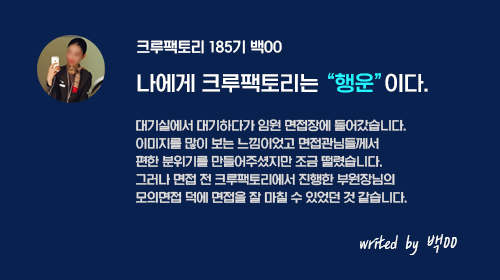 크루팩토리 185기 백OO
나에게 크루팩토리는 “행운”이다.
대기실에서 대기하다가 임원 면접장에 들어갔습니다.
이미지를 많이 보는 느낌이었고 면접관님들께서
편한 분위기를 만들어주셨지만 조금 떨렸습니다.
그러나 면접 전 크루팩토리에서 진행한 부원장님의
모의면접 덕에 면접을 잘 마칠 수 있었던 것 같습니다.
writed by 백OO